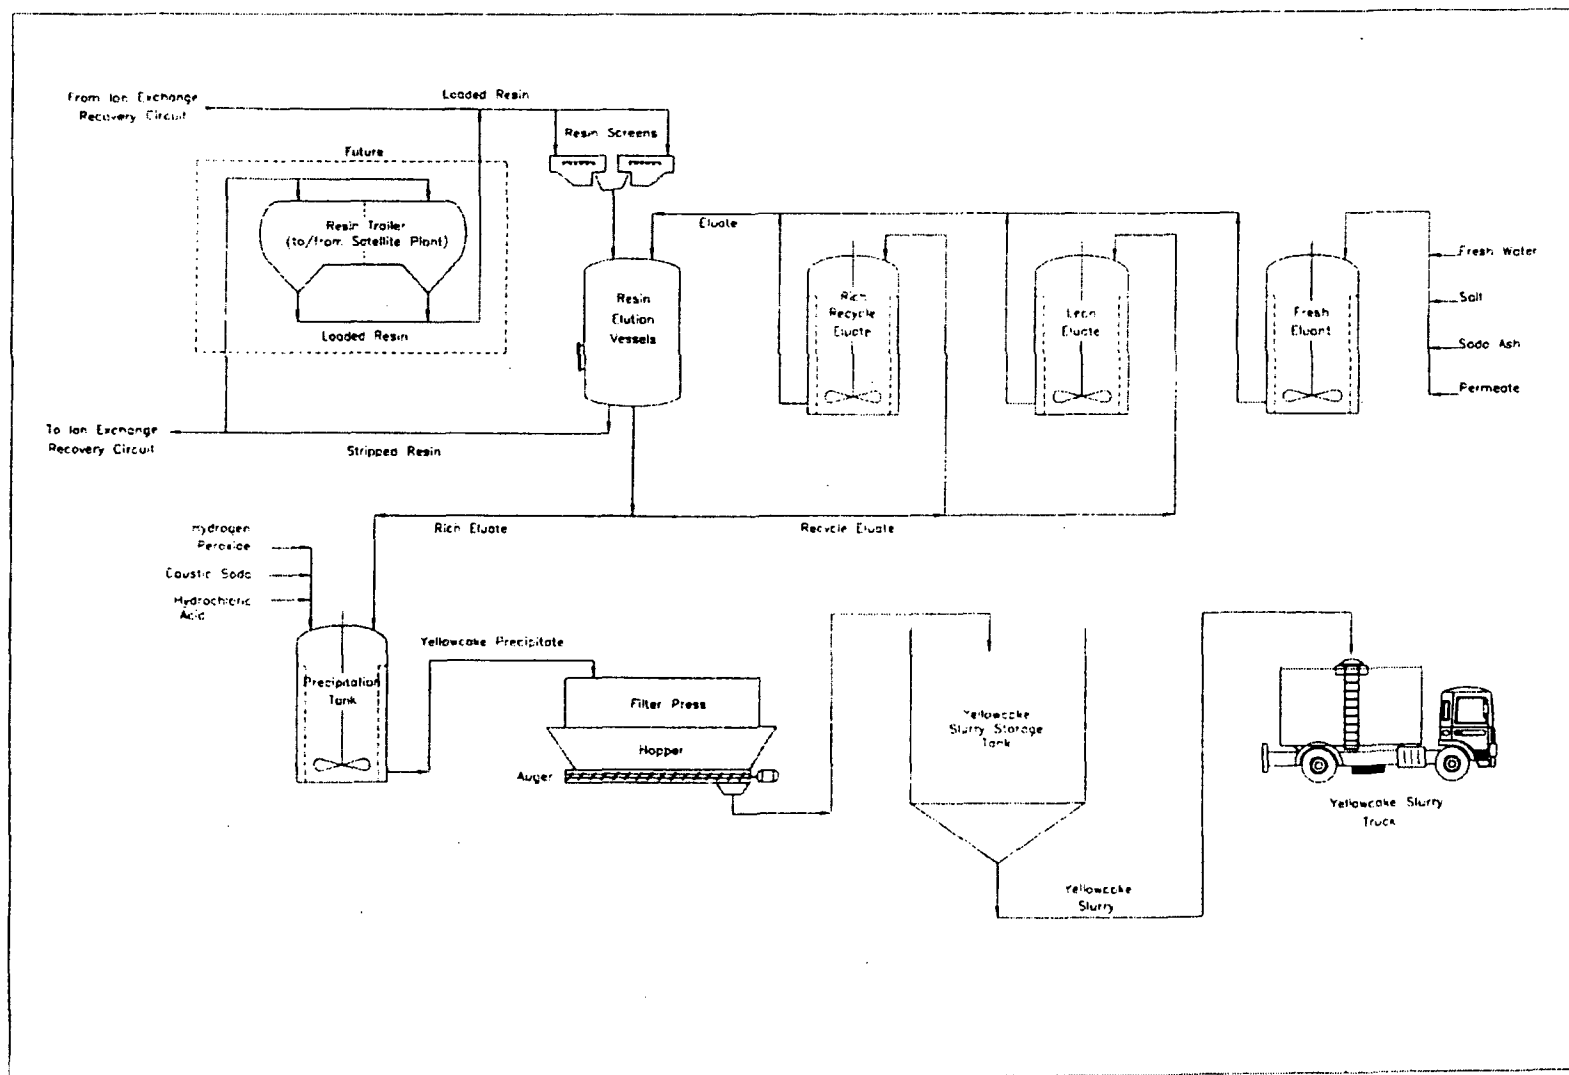 From Ion Exchange
Recovery Circuit
Loaded Resin
Resin Screens
Future
Resin Trailer
(to/from Satellite Plant)
Loaded Resin
Eluate
Resin
Elution
Vessels
Rich
Recycle
Eluate
Lean
Eluate
Fresh
Eluant
Fresh Water
Salt
Soda Ash
Permeate
To Ion Exchange
Recovery Circuit
Stripped Resin
Rich Eluate
Recycle Eluate
Hydrogen
Peroxide
Caustic Soda
Hydrochloric
Acid
Precipitation
Tank
Yellowcake Precipitate
Filter Press
Hopper
Auger
Yellowcake
Slurry Storage
Tank
Yellowcake
Slurry
Yellowcake Slurry
Truck